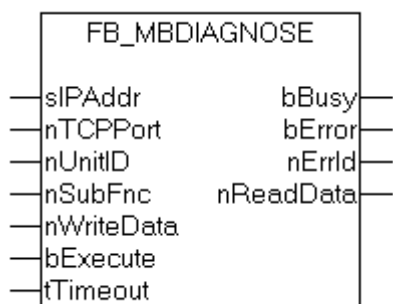 FB_MBDIAGNOSE
sIPAddr bBusy
nTCPPort bError
nUnitID nErrId
nSubFnc nReadData
nWriteData
bExecute
tTimeout